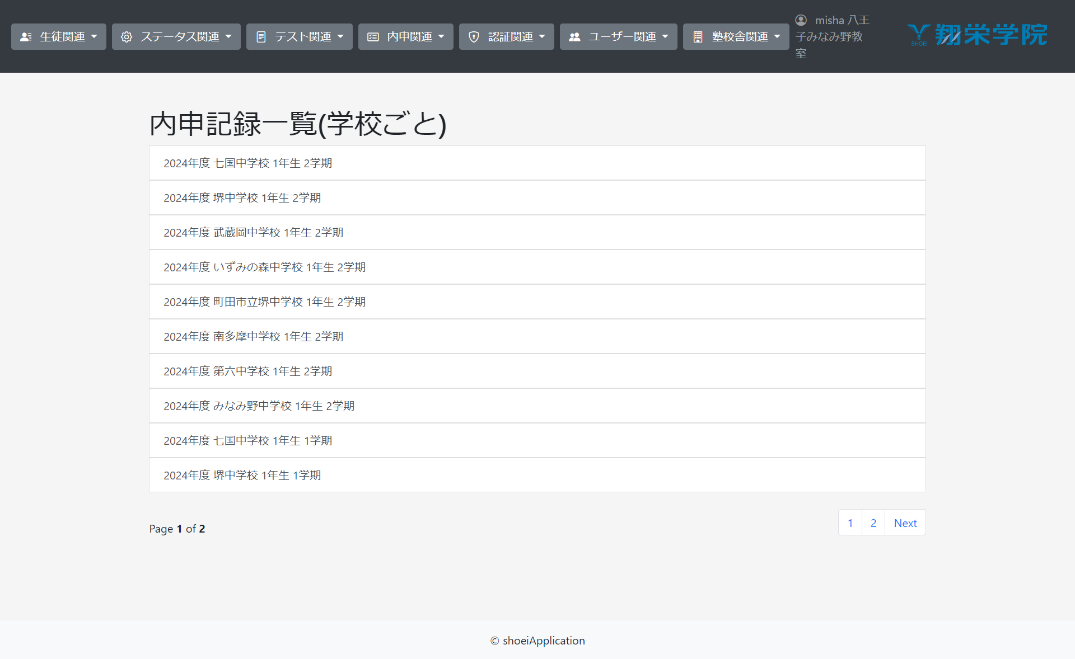 生徒関連
ステータス関連
テスト関連
内申関連
認証関連
ユーザー関連
塾校舎関連
misha 八王
子みなみ野教
室
SHOEI
翔栄学院
内申記録一覧(学校ごと)
2024年度 七国中学校 1年生 2学期
2024年度 堺中学校 1年生 2学期
2024年度 武蔵岡中学校 1年生 2学期
2024年度 いずみの森中学校 1年生 2学期
2024年度 町田市立堺中学校 1年生 2学期
2024年度 南多摩中学校 1年生 2学期
2024年度 第六中学校 1年生 2学期
2024年度 みなみ野中学校 1年生 2学期
2024年度 七国中学校 1年生 1学期
2024年度 堺中学校 1年生 1学期
Page 1 of 2
1 2 Next
© shoeiApplication